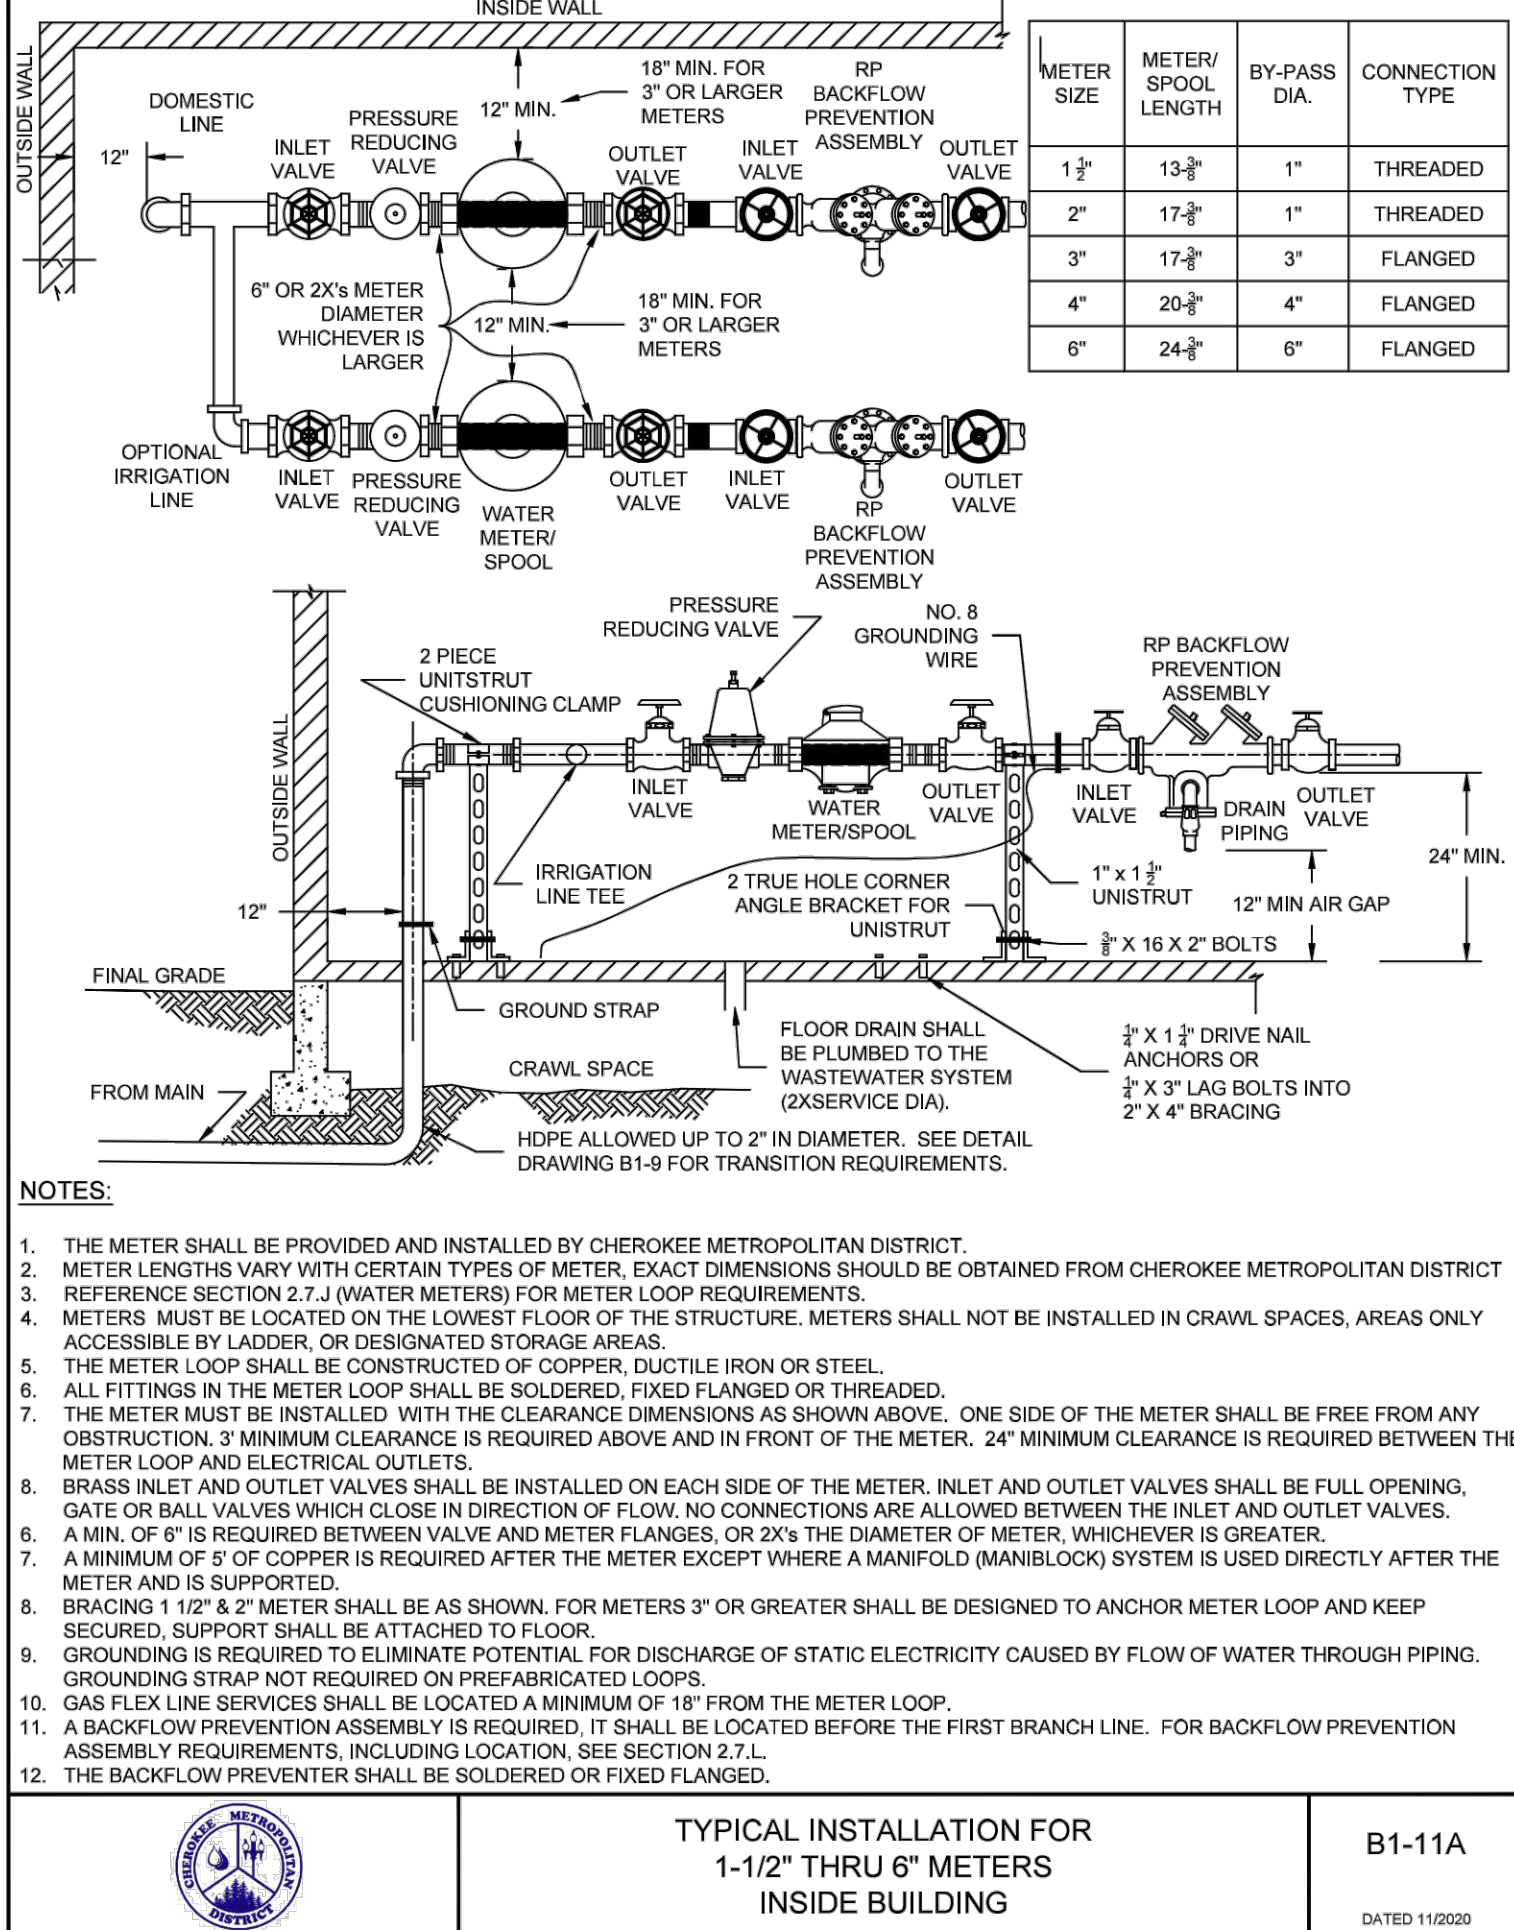 INSIDE WALL
OUTSIDE WALL
DOMESTIC
LINE
12"
INLET
VALVE
PRESSURE
REDUCING
VALVE
12" MIN.
18" MIN. FOR
3" OR LARGER
METERS
OUTLET
VALVE
INLET
VALVE
RP
BACKFLOW
PREVENTION
ASSEMBLY
OUTLET
VALVE
METER SIZE | METER/ SPOOL LENGTH | BY-PASS DIA. | CONNECTION TYPE
1 1/2" | 13-3/8" | 1" | THREADED
2" | 17-3/8" | 1" | THREADED
3" | 17-3/8" | 3" | FLANGED
4" | 20-3/8" | 4" | FLANGED
6" | 24-3/8" | 6" | FLANGED
6" OR 2X's METER
DIAMETER
WHICHEVER IS
LARGER
12" MIN.
18" MIN. FOR
3" OR LARGER
METERS
OPTIONAL
IRRIGATION
LINE
INLET
VALVE
PRESSURE
REDUCING
VALVE
WATER
METER/
SPOOL
OUTLET
VALVE
INLET
VALVE
RP
BACKFLOW
PREVENTION
ASSEMBLY
OUTLET
VALVE
PRESSURE
REDUCING VALVE
NO. 8
GROUNDING
WIRE
RP BACKFLOW
PREVENTION
ASSEMBLY
2 PIECE
UNITSTRUT
CUSHIONING CLAMP
OUTSIDE WALL
INLET
VALVE
WATER
METER/SPOOL
OUTLET
VALVE
INLET
VALVE
DRAIN
PIPING
OUTLET
VALVE
24" MIN.
IRRIGATION
LINE TEE
2 TRUE HOLE CORNER
ANGLE BRACKET FOR
UNISTRUT
1" x 1 1/2"
UNISTRUT
12" MIN AIR GAP
12"
3/8" X 16 X 2" BOLTS
FINAL GRADE
GROUND STRAP
FLOOR DRAIN SHALL
BE PLUMBED TO THE
WASTEWATER SYSTEM
(2XSERVICE DIA).
1/4" X 1 1/4" DRIVE NAIL
ANCHORS OR
1/4" X 3" LAG BOLTS INTO
2" X 4" BRACING
CRAWL SPACE
FROM MAIN
HDPE ALLOWED UP TO 2" IN DIAMETER. SEE DETAIL
DRAWING B1-9 FOR TRANSITION REQUIREMENTS.
NOTES:
1. THE METER SHALL BE PROVIDED AND INSTALLED BY CHEROKEE METROPOLITAN DISTRICT.
2. METER LENGTHS VARY WITH CERTAIN TYPES OF METER, EXACT DIMENSIONS SHOULD BE OBTAINED FROM CHEROKEE METROPOLITAN DISTRICT
3. REFERENCE SECTION 2.7.J (WATER METERS) FOR METER LOOP REQUIREMENTS.
4. METERS MUST BE LOCATED ON THE LOWEST FLOOR OF THE STRUCTURE. METERS SHALL NOT BE INSTALLED IN CRAWL SPACES, AREAS ONLY
ACCESSIBLE BY LADDER, OR DESIGNATED STORAGE AREAS.
5. THE METER LOOP SHALL BE CONSTRUCTED OF COPPER, DUCTILE IRON OR STEEL.
6. ALL FITTINGS IN THE METER LOOP SHALL BE SOLDERED, FIXED FLANGED OR THREADED.
7. THE METER MUST BE INSTALLED WITH THE CLEARANCE DIMENSIONS AS SHOWN ABOVE. ONE SIDE OF THE METER SHALL BE FREE FROM ANY
OBSTRUCTION. 3' MINIMUM CLEARANCE IS REQUIRED ABOVE AND IN FRONT OF THE METER. 24" MINIMUM CLEARANCE IS REQUIRED BETWEEN THE
METER LOOP AND ELECTRICAL OUTLETS.
8. BRASS INLET AND OUTLET VALVES SHALL BE INSTALLED ON EACH SIDE OF THE METER. INLET AND OUTLET VALVES SHALL BE FULL OPENING,
GATE OR BALL VALVES WHICH CLOSE IN DIRECTION OF FLOW. NO CONNECTIONS ARE ALLOWED BETWEEN THE INLET AND OUTLET VALVES.
6. A MIN. OF 6" IS REQUIRED BETWEEN VALVE AND METER FLANGES, OR 2X's THE DIAMETER OF METER, WHICHEVER IS GREATER.
7. A MINIMUM OF 5' OF COPPER IS REQUIRED AFTER THE METER EXCEPT WHERE A MANIFOLD (MANIBLOCK) SYSTEM IS USED DIRECTLY AFTER THE
METER AND IS SUPPORTED.
8. BRACING 1 1/2" & 2" METER SHALL BE AS SHOWN. FOR METERS 3" OR GREATER SHALL BE DESIGNED TO ANCHOR METER LOOP AND KEEP
SECURED, SUPPORT SHALL BE ATTACHED TO FLOOR.
9. GROUNDING IS REQUIRED TO ELIMINATE POTENTIAL FOR DISCHARGE OF STATIC ELECTRICITY CAUSED BY FLOW OF WATER THROUGH PIPING.
GROUNDING STRAP NOT REQUIRED ON PREFABRICATED LOOPS.
10. GAS FLEX LINE SERVICES SHALL BE LOCATED A MINIMUM OF 18" FROM THE METER LOOP.
11. A BACKFLOW PREVENTION ASSEMBLY IS REQUIRED, IT SHALL BE LOCATED BEFORE THE FIRST BRANCH LINE. FOR BACKFLOW PREVENTION
ASSEMBLY REQUIREMENTS, INCLUDING LOCATION, SEE SECTION 2.7.L.
12. THE BACKFLOW PREVENTER SHALL BE SOLDERED OR FIXED FLANGED.
CHEROKEE METROPOLITAN DISTRICT
TYPICAL INSTALLATION FOR
1-1/2" THRU 6" METERS
INSIDE BUILDING
B1-11A
DATED 11/2020